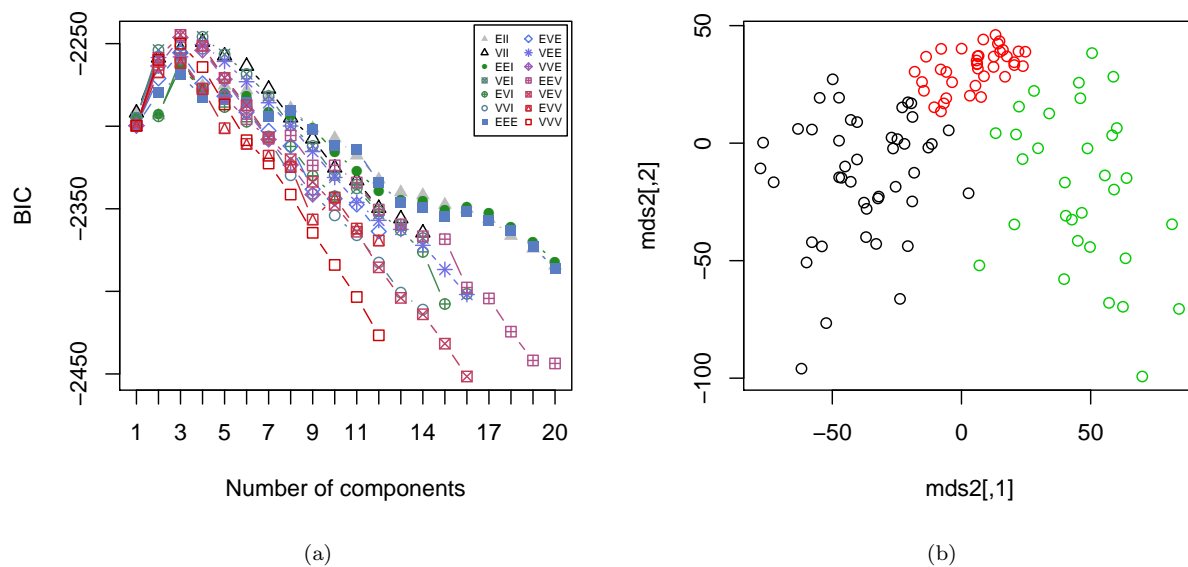 BIC
−2250
−2350
−2450
EII
VII
EEI
VEI
EVI
VVI
EEE
EVE
VEE
VVE
EEV
VEV
EVV
VVV
1 3 5 7 9 11 14 17 20
Number of components
(a)
mds2[,2]
50
0
−50
−100
−50 0 50
mds2[,1]
(b)